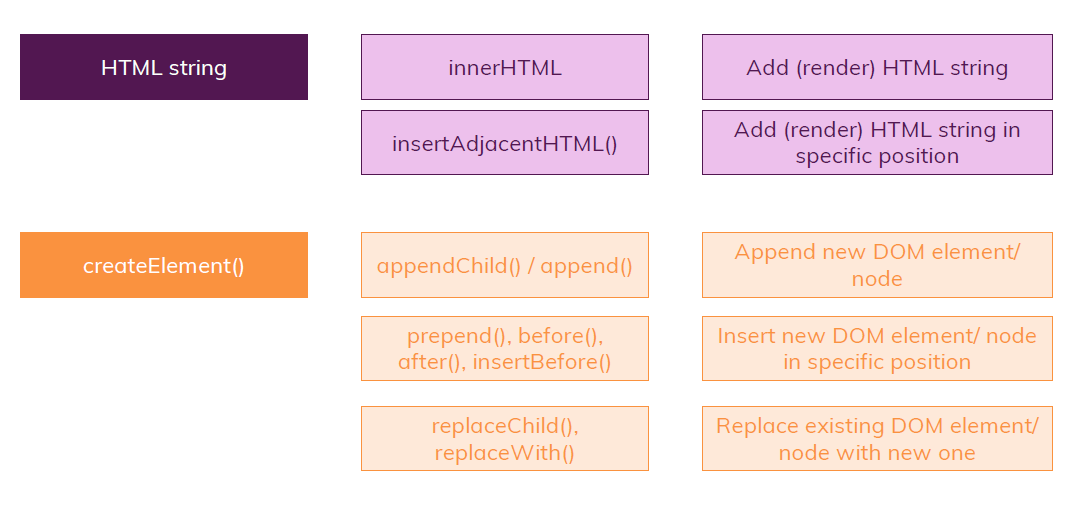 HTML string
innerHTML
Add (render) HTML string
insertAdjacentHTML()
Add (render) HTML string in
specific position
createElement()
appendChild() / append()
Append new DOM element/
node
prepend(), before(),
after(), insertBefore()
Insert new DOM element/ node
in specific position
replaceChild(),
replaceWith()
Replace existing DOM element/
node with new one